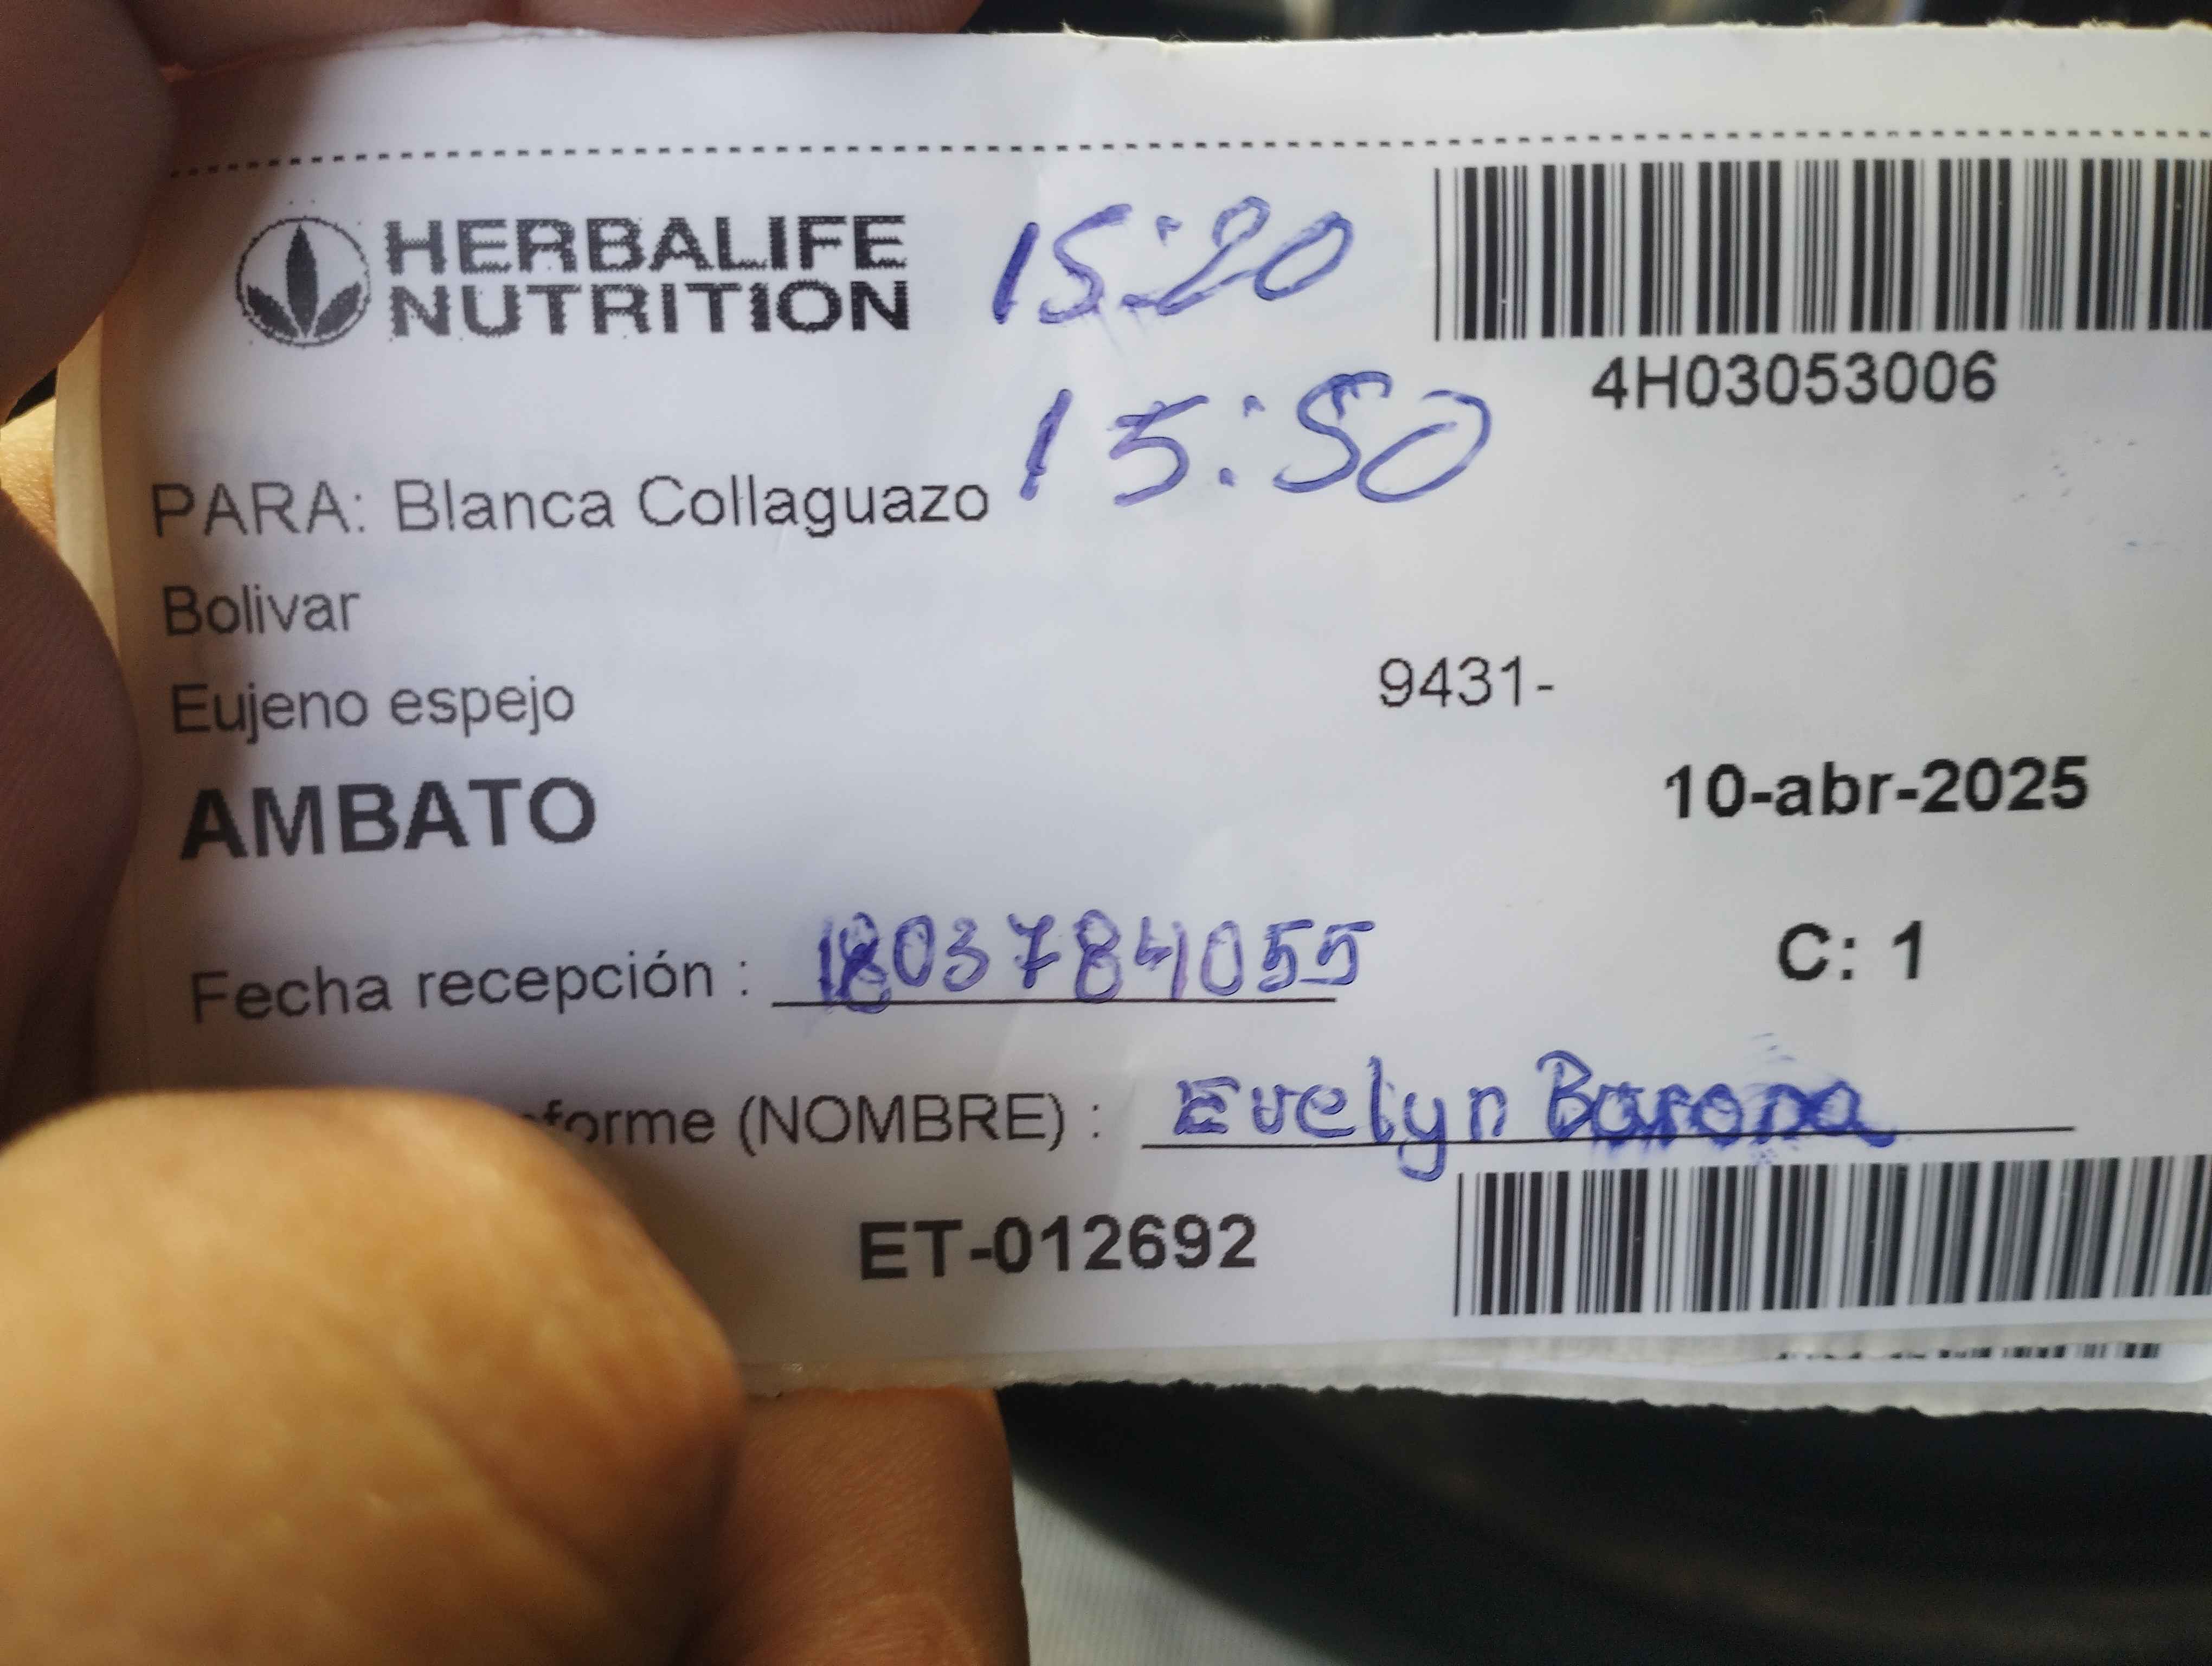 HERBALIFE
NUTRITION
15:20
4H03053006
15:50
PARA: Blanca Collaguazo
Bolivar
Eujeno espejo
9431-
AMBATO
10-abr-2025
Fecha recepción : 1803784055
C: 1
forme (NOMBRE) : Evelyn Barona
ET-012692